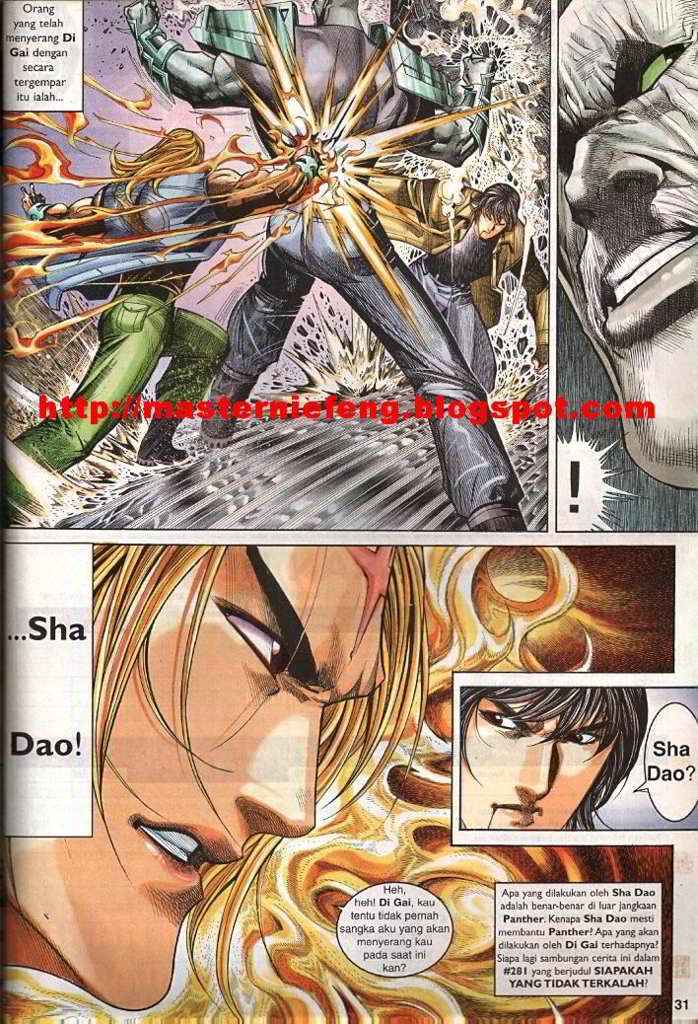 Orang
yang telah
menyerang Di
Gai dengan
secara
tergempar
itu ialah...
http://masterniefeng.blogspot.com
!
...Sha
Dao!
Sha
Dao?
Heh,
heh! Di Gai, kau
tentu tidak pernah
sangka aku yang akan
menyerang kau
pada saat ini
kan?
Apa yang dilakukan oleh Sha Dao
adalah benar-benar di luar jangkaan
Panther. Kenapa Sha Dao mesti
membantu Panther? Apa yang akan
dilakukan oleh Di Gai terhadapnya?
Siapa lagi sambungan cerita ini dalam
#281 yang berjudul SIAPAKAH
YANG TIDAK TERKALAH?
31